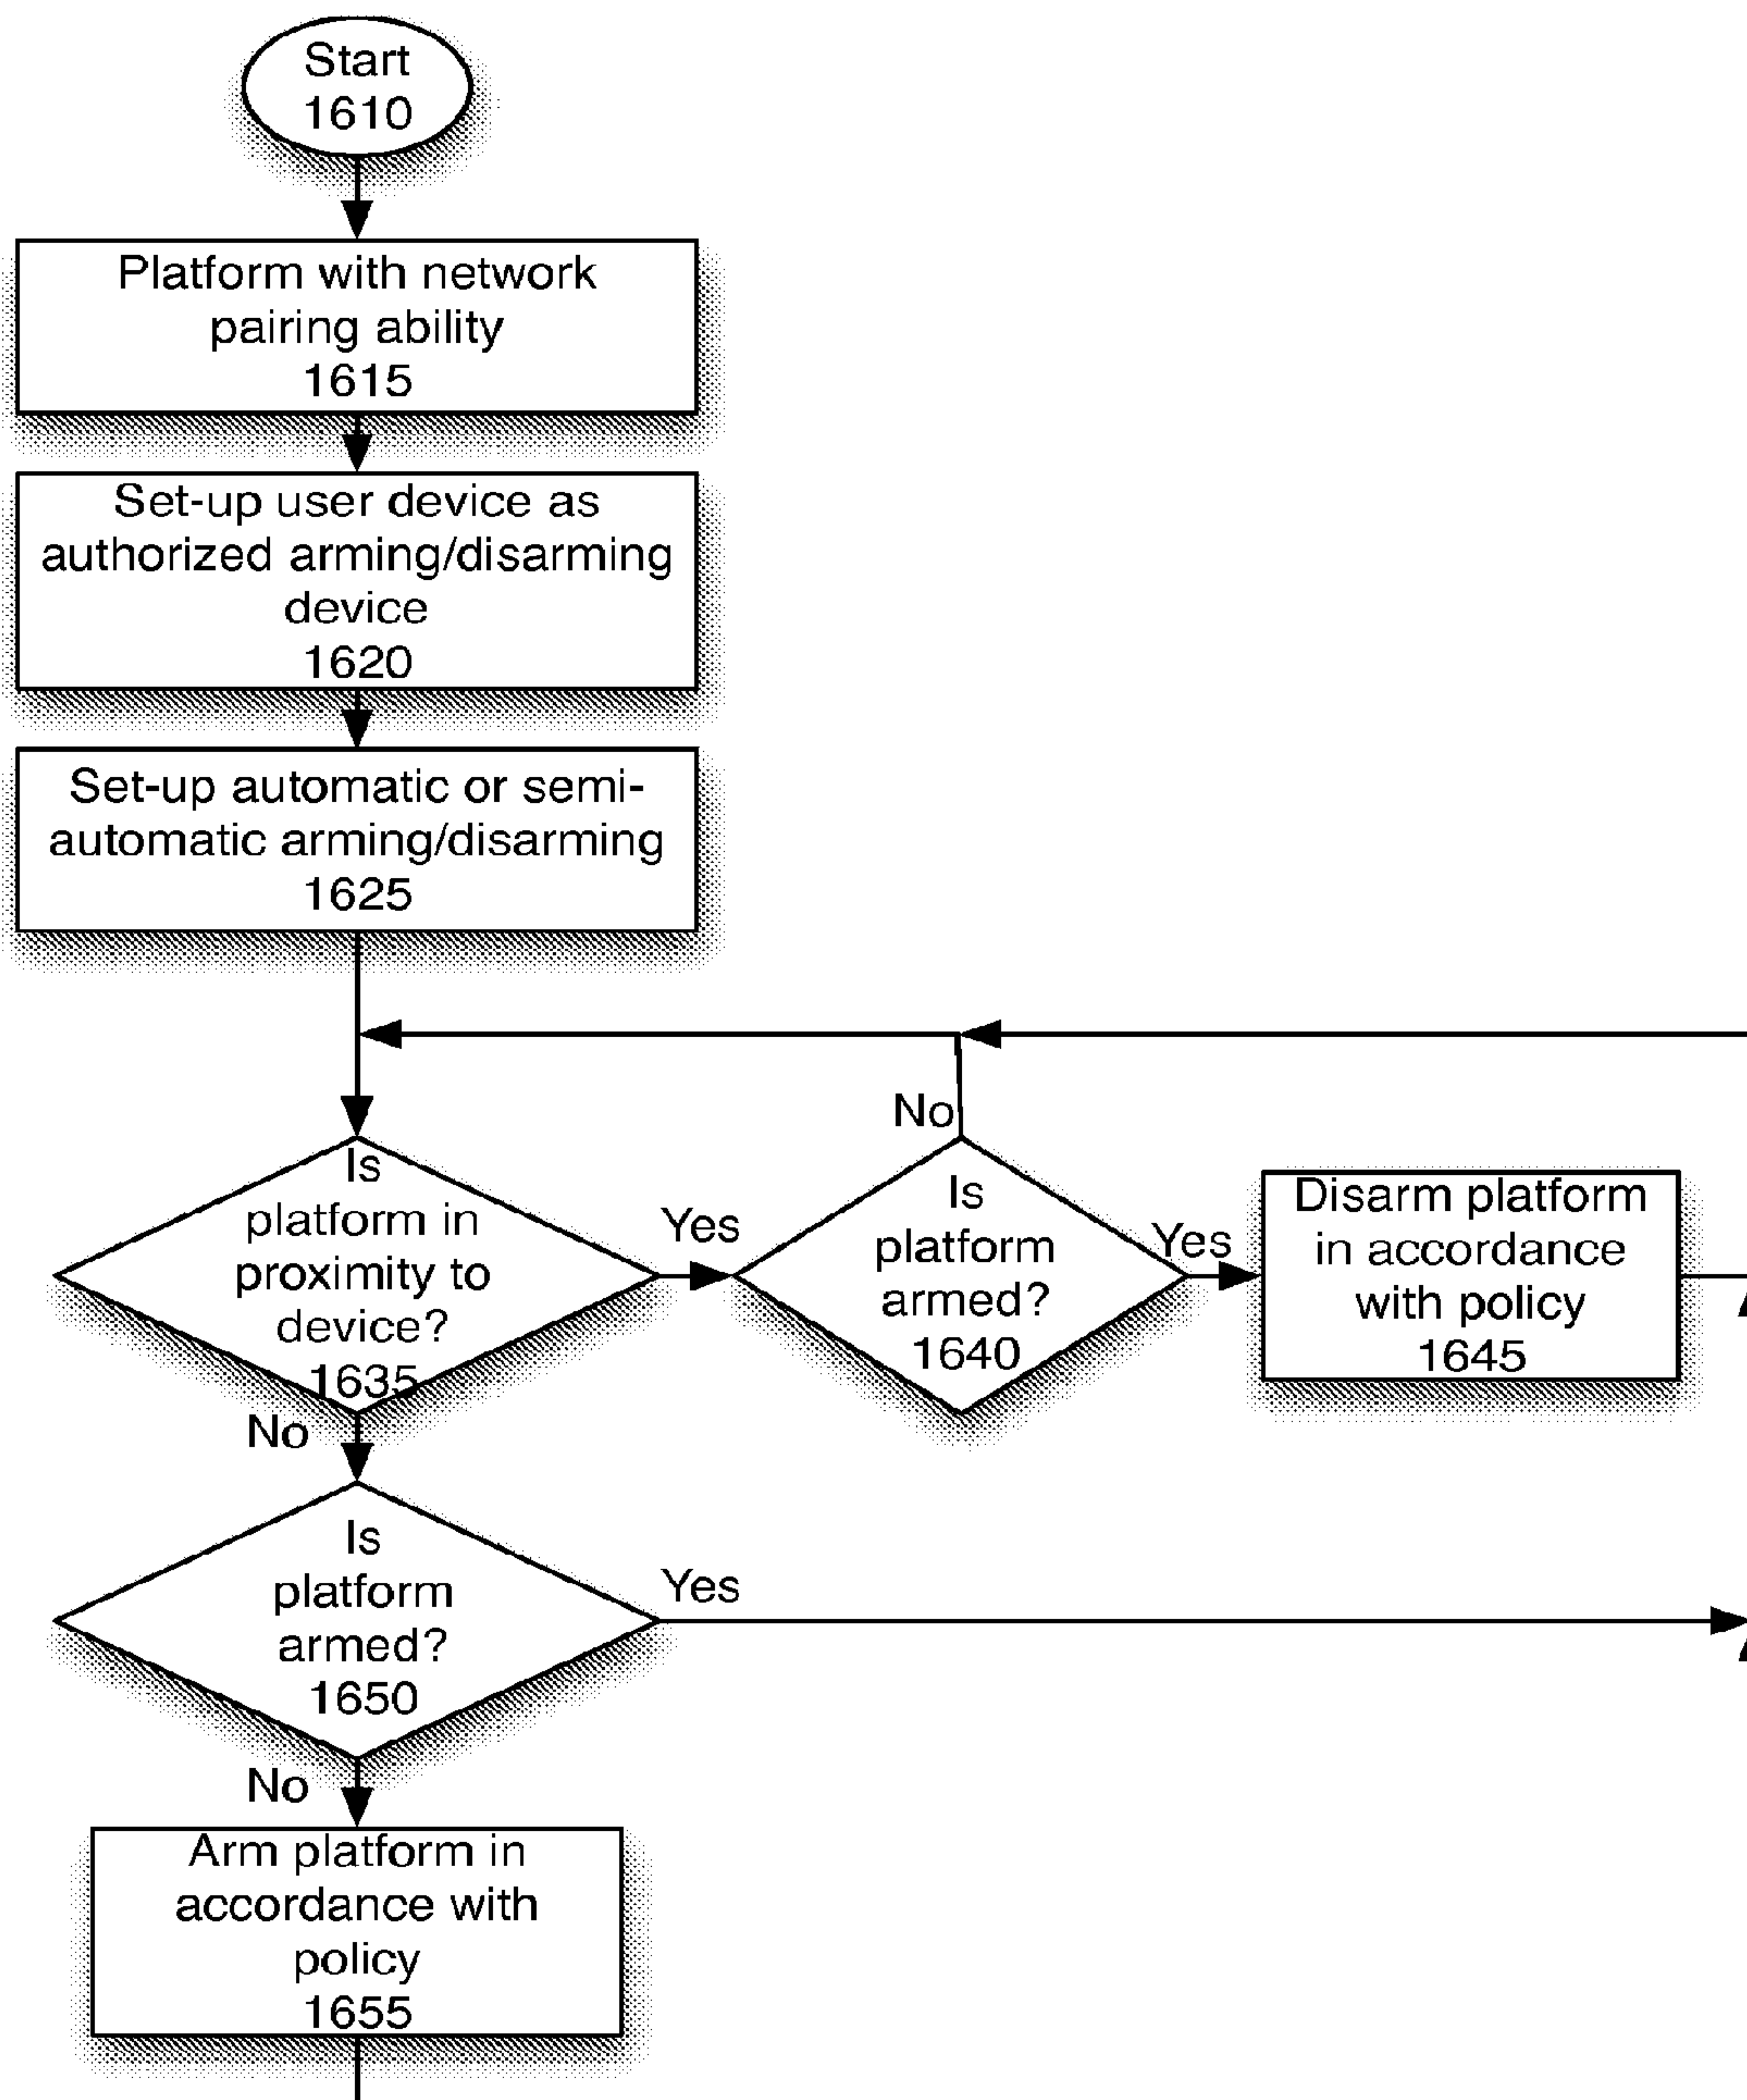 Start
1610
Platform with network
pairing ability
1615
Set-up user device as
authorized arming/disarming
device
1620
Set-up automatic or semi-
automatic arming/disarming
1625
Is
platform in
proximity to
device?
1635
Yes
No
Is
platform
armed?
1640
No
Yes
Disarm platform
in accordance
with policy
1645
Is
platform
armed?
1650
Yes
No
Arm platform in
accordance with
policy
1655